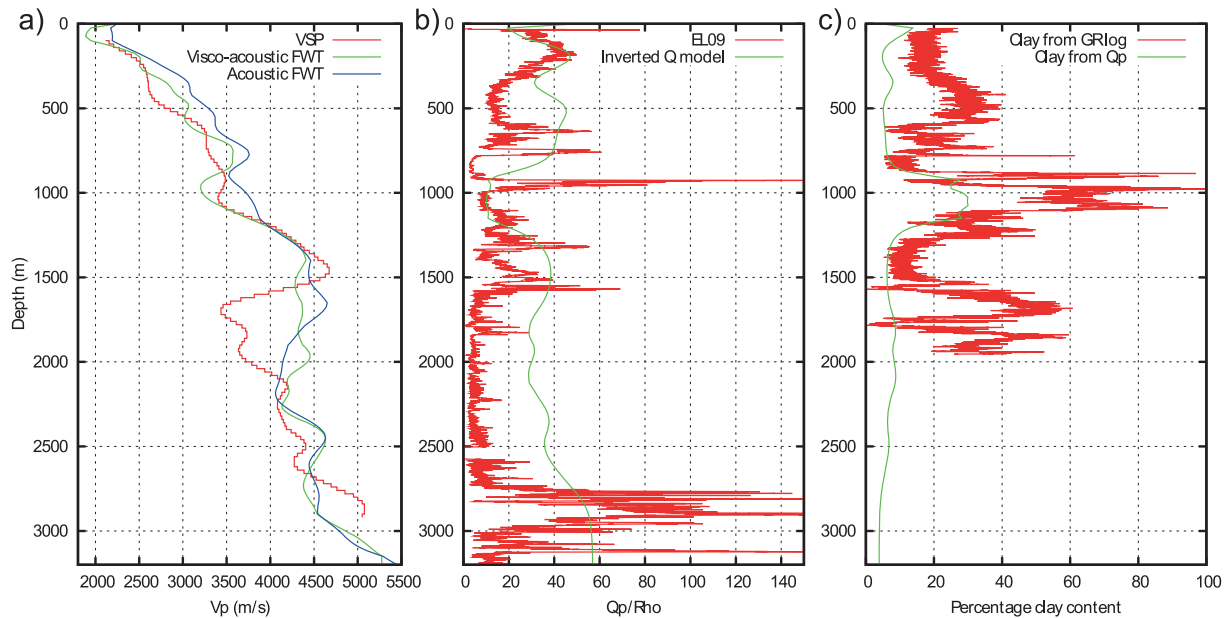 a)
VSP
Visco-acoustic FWT
Acoustic FWT
0
500
1000
1500
2000
2500
3000
Depth (m)
2000 2500 3000 3500 4000 4500 5000 5500
Vp (m/s)
b)
EL09
Inverted Q model
0
500
1000
1500
2000
2500
3000
0 20 40 60 80 100 120 140
Qp/Rho
c)
Clay from GRlog
Clay from Qp
0
500
1000
1500
2000
2500
3000
0 20 40 60 80 100
Percentage clay content